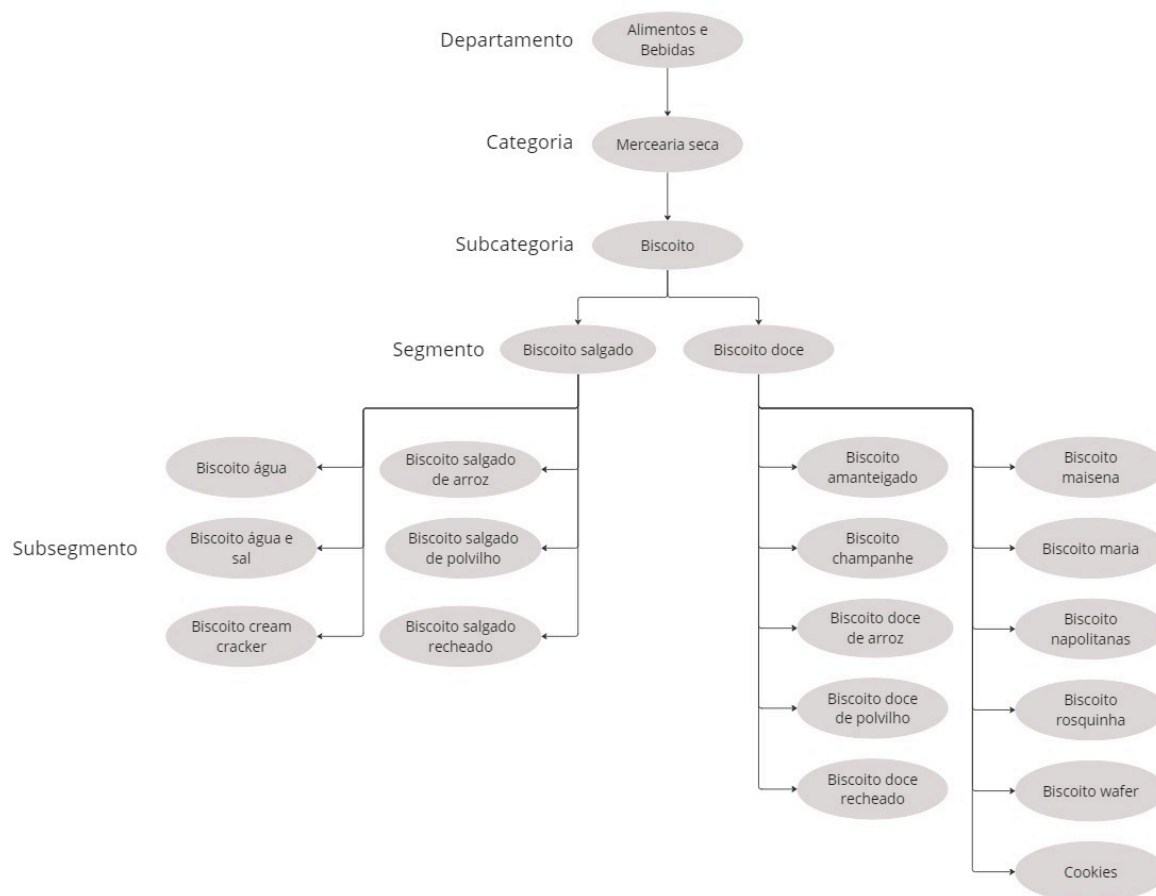 Departamento
Alimentos e
Bebidas
Categoria
Mercearia seca
Subcategoria
Biscoito
Segmento
Biscoito salgado
Biscoito doce
Subsegmento
Biscoito água
Biscoito água e
sal
Biscoito cream
cracker
Biscoito salgado
de arroz
Biscoito salgado
de polvilho
Biscoito salgado
recheado
Biscoito
amanteigado
Biscoito
champanhe
Biscoito doce
de arroz
Biscoito doce
de polvilho
Biscoito doce
recheado
Biscoito
maisena
Biscoito maria
Biscoito
napolitanas
Biscoito
rosquinha
Biscoito wafer
Cookies